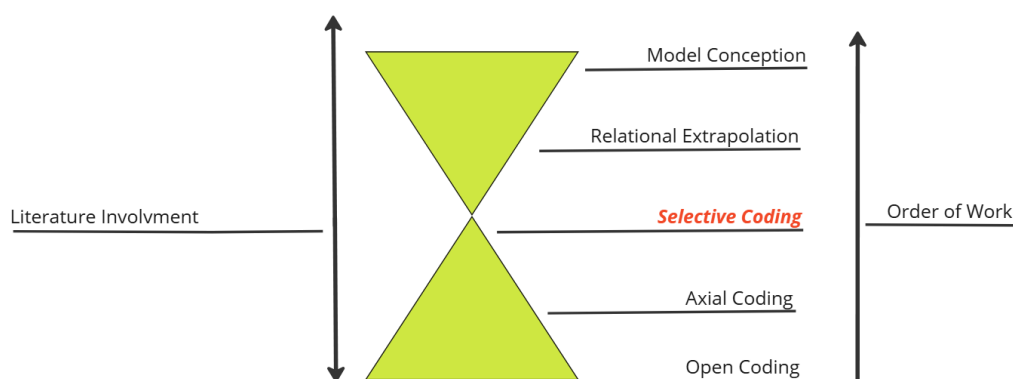 Model Conception
Relational Extrapolation
Literature Involvment
Selective Coding
Order of Work
Axial Coding
Open Coding